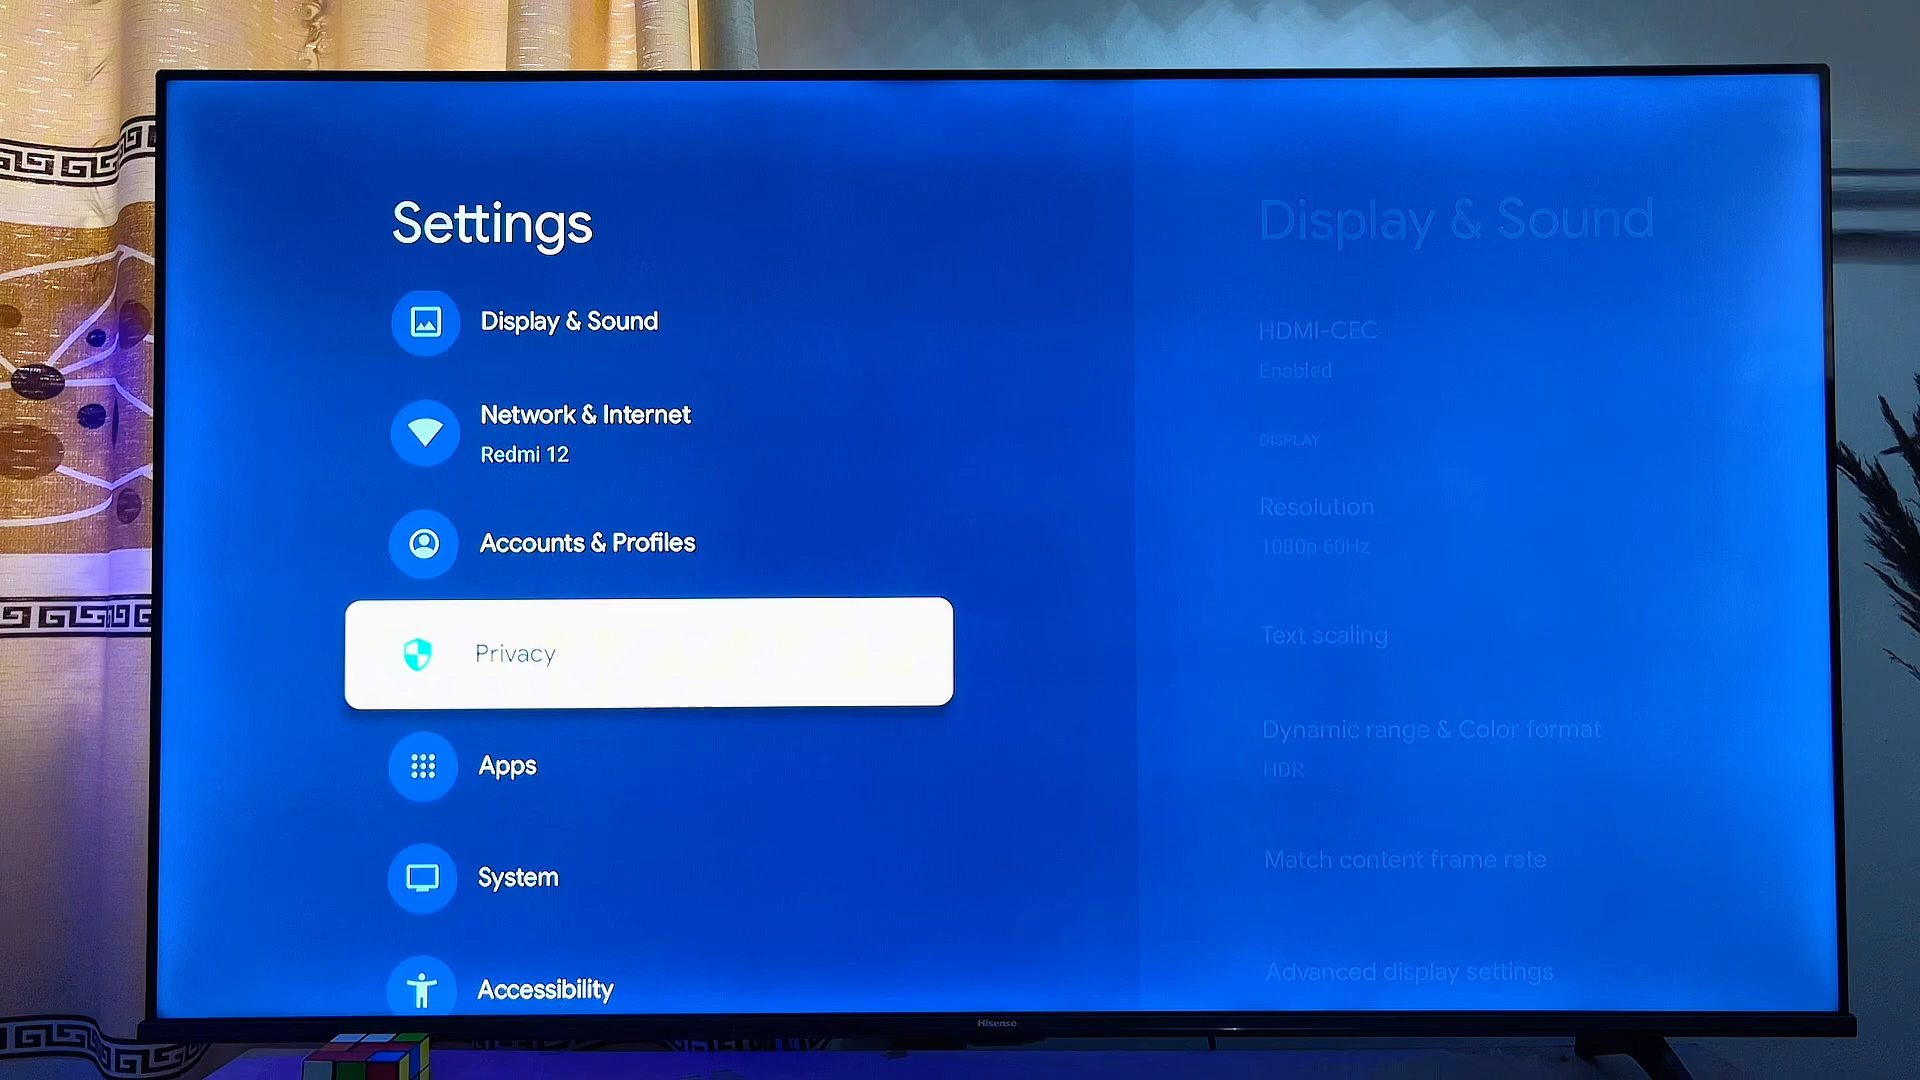 Settings
Display & Sound
Network & Internet
Redmi 12
Accounts & Profiles
Privacy
Apps
System
Accessibility
Display & Sound
HDMI-CEC
Enabled
DISPLAY
Resolution
1080p 60Hz
Text scaling
Dynamic range & Color format
HDR
Match content frame rate
Advanced display settings
Hisense